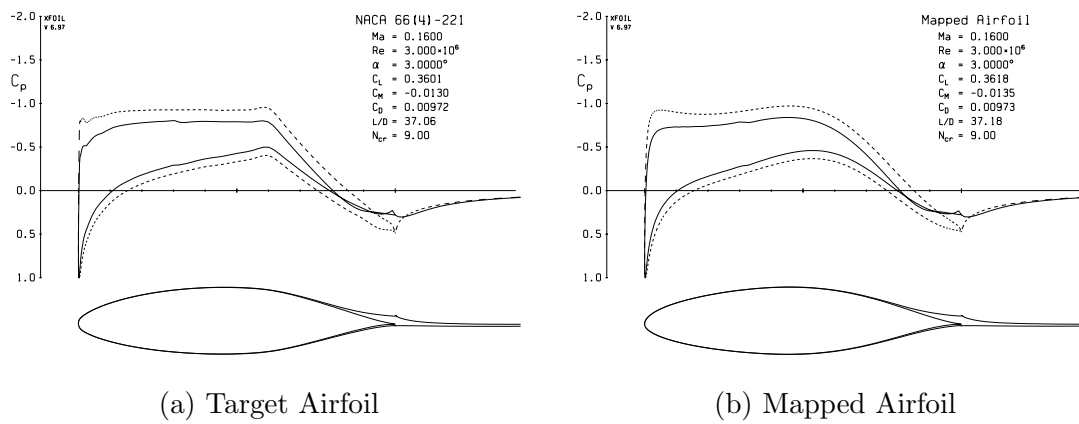 XFOIL
V 6.97
NACA 66(4)-221
Ma = 0.1600
Re = 3.000×10⁶
α = 3.0000°
C_L = 0.3601
C_M = -0.0130
C_D = 0.00972
L/D = 37.06
N_cr = 9.00
-2.0
-1.5
C_p
-1.0
-0.5
0.0
0.5
1.0
(a) Target Airfoil
XFOIL
V 6.97
Mapped Airfoil
Ma = 0.1600
Re = 3.000×10⁶
α = 3.0000°
C_L = 0.3618
C_M = -0.0135
C_D = 0.00973
L/D = 37.18
N_cr = 9.00
-2.0
-1.5
C_p
-1.0
-0.5
0.0
0.5
1.0
(b) Mapped Airfoil